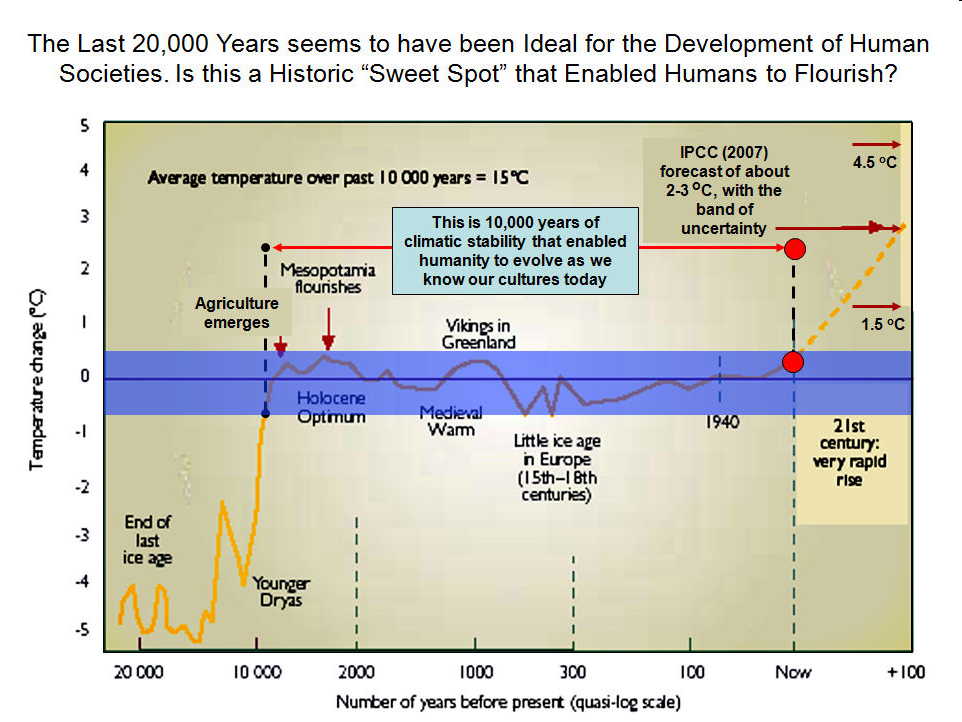 The Last 20,000 Years seems to have been Ideal for the Development of Human
Societies. Is this a Historic “Sweet Spot” that Enabled Humans to Flourish?
5
4
3
2
1
0
-1
-2
-3
-4
-5
Temperature change (°C)
Average temperature over past 10 000 years = 15°C
IPCC (2007)
forecast of about
2-3 °C, with the
band of
uncertainty
4.5 °C
1.5 °C
This is 10,000 years of
climatic stability that enabled
humanity to evolve as we
know our cultures today
Mesopotamia
flourishes
Agriculture
emerges
Vikings in
Greenland
Holocene
Optimum
Medieval
Warm
Little ice age
in Europe
(15th–18th
centuries)
1940
21st
century:
very rapid
rise
End of
last
ice age
Younger
Dryas
20 000
10 000
2000
1000
300
100
Now
+100
Number of years before present (quasi-log scale)